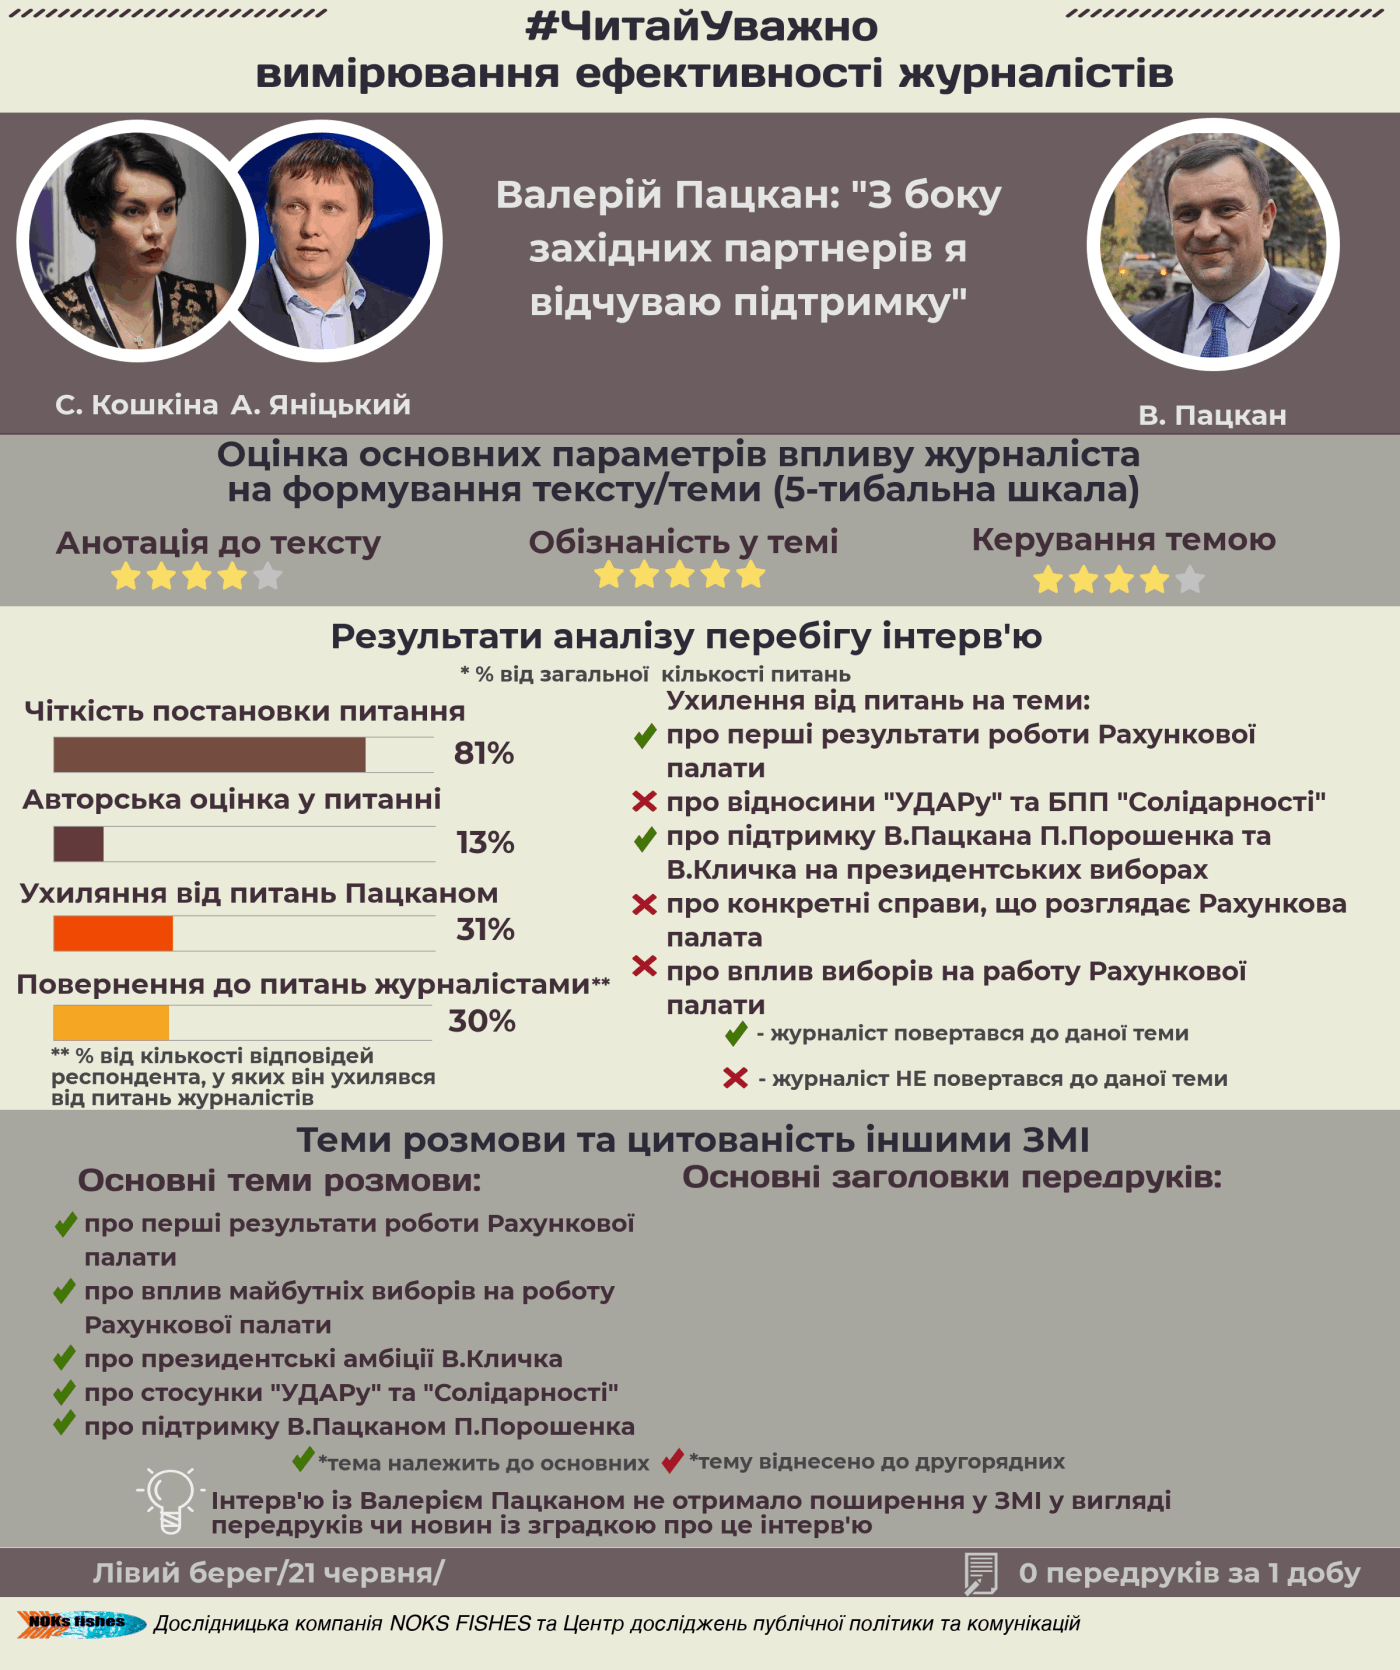 #ЧитайУважно
вимірювання ефективності журналістів
Валерій Пацкан: "З боку
західних партнерів я
відчуваю підтримку"
С. Кошкіна А. Яніцький
В. Пацкан
Оцінка основних параметрів впливу журналіста
на формування тексту/теми (5-тибальна шкала)
Анотація до тексту
Обізнаність у темі
Керування темою
Результати аналізу перебігу інтерв'ю
* % від загальної кількості питань
Чіткість постановки питання
81%
Авторська оцінка у питанні
13%
Ухиляння від питань Пацканом
31%
Повернення до питань журналістами**
30%
** % від кількості відповідей
респондента, у яких він ухилявся
від питань журналістів
Ухилення від питань на теми:
про перші результати роботи Рахункової
палати
про відносини "УДАРу" та БПП "Солідарності"
про підтримку В.Пацкана П.Порошенка та
В.Кличка на президентських виборах
про конкретні справи, що розглядає Рахункова
палата
про вплив виборів на работу Рахункової
палати
- журналіст повертався до даної теми
- журналіст НЕ повертався до даної теми
Теми розмови та цитованість іншими ЗМІ
Основні теми розмови:
Основні заголовки передруків:
про перші результати роботи Рахункової
палати
про вплив майбутніх виборів на роботу
Рахункової палати
про президентські амбіції В.Кличка
про стосунки "УДАРу" та "Солідарності"
про підтримку В.Пацканом П.Порошенка
*тема належить до основних *тему віднесено до другорядних
Інтерв'ю із Валерієм Пацканом не отримало поширення у ЗМІ у вигляді
передруків чи новин із зградкою про це інтерв'ю
Лівий берег/21 червня/
0 передруків за 1 добу
NOKs fishes
Дослідницька компанія NOKS FISHES та Центр досліджень публічної політики та комунікацій